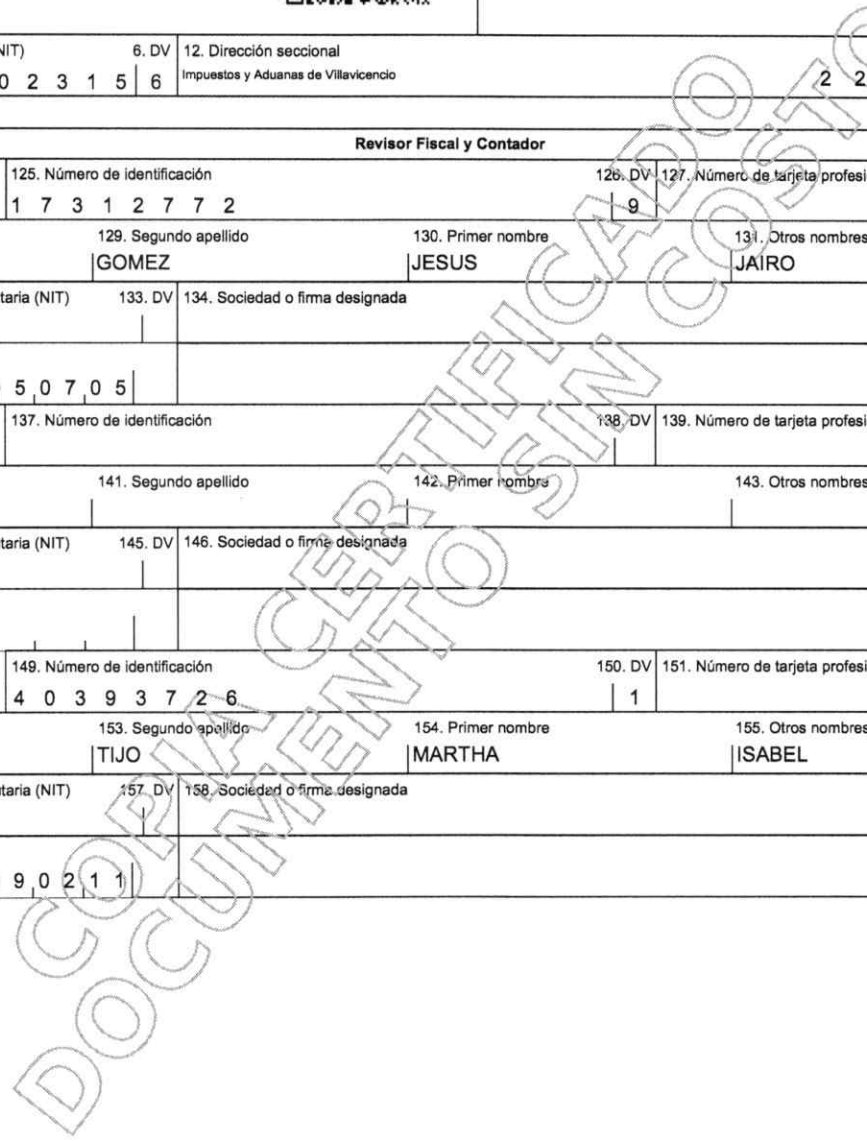 NIT) 6. DV 12. Dirección seccional
0 2 3 1 5 6 Impuestos y Aduanas de Villavicencio 2 2
Revisor Fiscal y Contador
125. Número de identificación 126. DV 127. Número de tarjeta profesi
1 7 3 1 2 7 7 2 9
129. Segundo apellido 130. Primer nombre 131. Otros nombres
GOMEZ JESUS JAIRO
taria (NIT) 133. DV 134. Sociedad o firma designada
5 0 7 0 5
137. Número de identificación 138. DV 139. Número de tarjeta profesi
141. Segundo apellido 142. Primer nombre 143. Otros nombres
taria (NIT) 145. DV 146. Sociedad o firma designada
149. Número de identificación 150. DV 151. Número de tarjeta profesi
4 0 3 9 3 7 2 6 1
153. Segundo apellido 154. Primer nombre 155. Otros nombres
TIJO MARTHA ISABEL
utaria (NIT) 157. DV 158. Sociedad o firma designada
9 0 2 1 1
COPIA CERTIFICADO
DOCUMENTO SIN COSTO